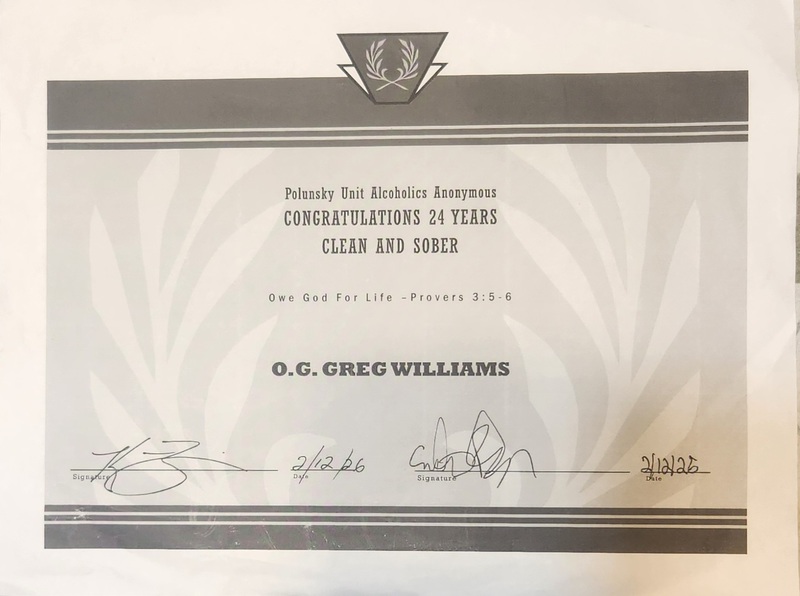 Polunsky Unit Alcoholics Anonymous
CONGRATULATIONS 24 YEARS
CLEAN AND SOBER
Owe God For Life -Provers 3:5-6
O.G. GREG WILLIAMS
2/12/26 2/12/26
Signature Date Signature Date